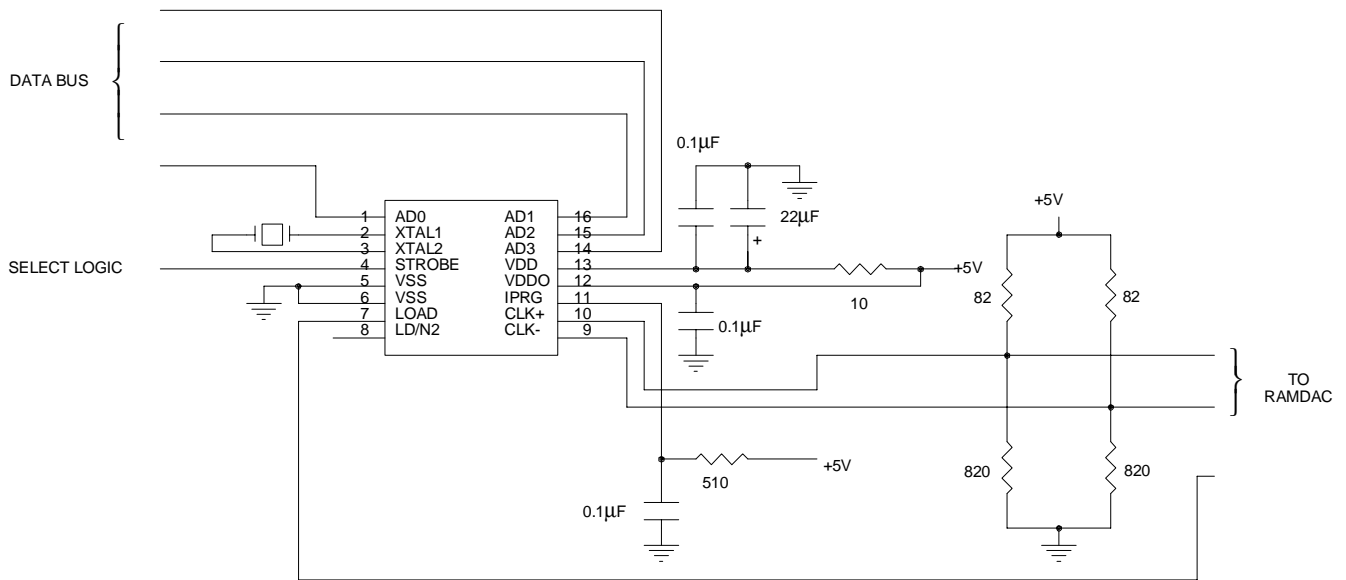 DATA BUS
0.1µF
22µF
+
+5V
1 AD0 AD1 16
2 XTAL1 AD2 15
3 XTAL2 AD3 14
SELECT LOGIC
4 STROBE VDD 13
+5V
5 VSS VDDO 12
10
82
82
6 VSS IPRG 11
7 LOAD CLK+ 10
0.1µF
8 LD/N2 CLK- 9
TO
RAMDAC
+5V
510
820
820
0.1µF